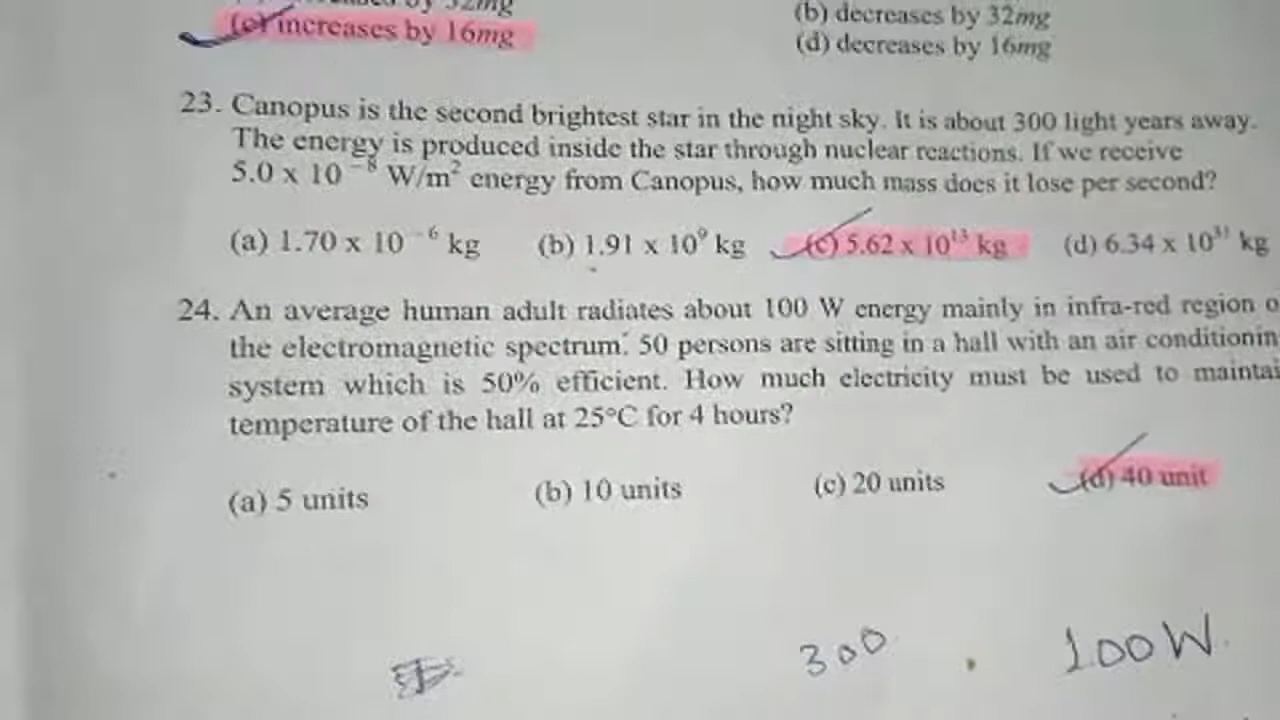 by 32mg
(b) decreases by 32mg
(c) increases by 16mg
(d) decreases by 16mg
23. Canopus is the second brightest star in the night sky. It is about 300 light years away.
The energy is produced inside the star through nuclear reactions. If we receive
5.0 x 10⁻⁸ W/m² energy from Canopus, how much mass does it lose per second?
(a) 1.70 x 10⁻⁶ kg (b) 1.91 x 10⁹ kg (c) 5.62 x 10¹³ kg (d) 6.34 x 10³¹ kg
24. An average human adult radiates about 100 W energy mainly in infra-red region o
the electromagnetic spectrum. 50 persons are sitting in a hall with an air conditionin
system which is 50% efficient. How much electricity must be used to maintai
temperature of the hall at 25°C for 4 hours?
(a) 5 units (b) 10 units (c) 20 units (d) 40 unit
300 100W